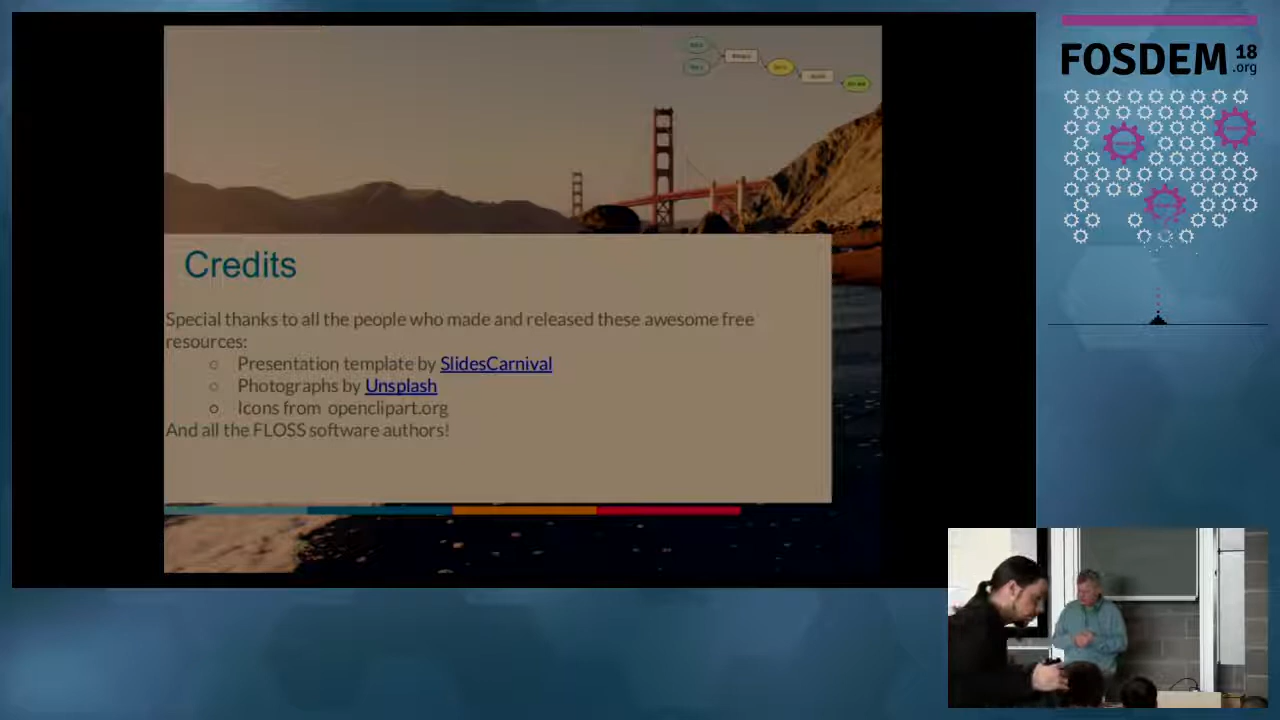 FOSDEM 18
.org
Credits
Special thanks to all the people who made and released these awesome free
resources:
○ Presentation template by SlidesCarnival
○ Photographs by Unsplash
○ Icons from openclipart.org
And all the FLOSS software authors!